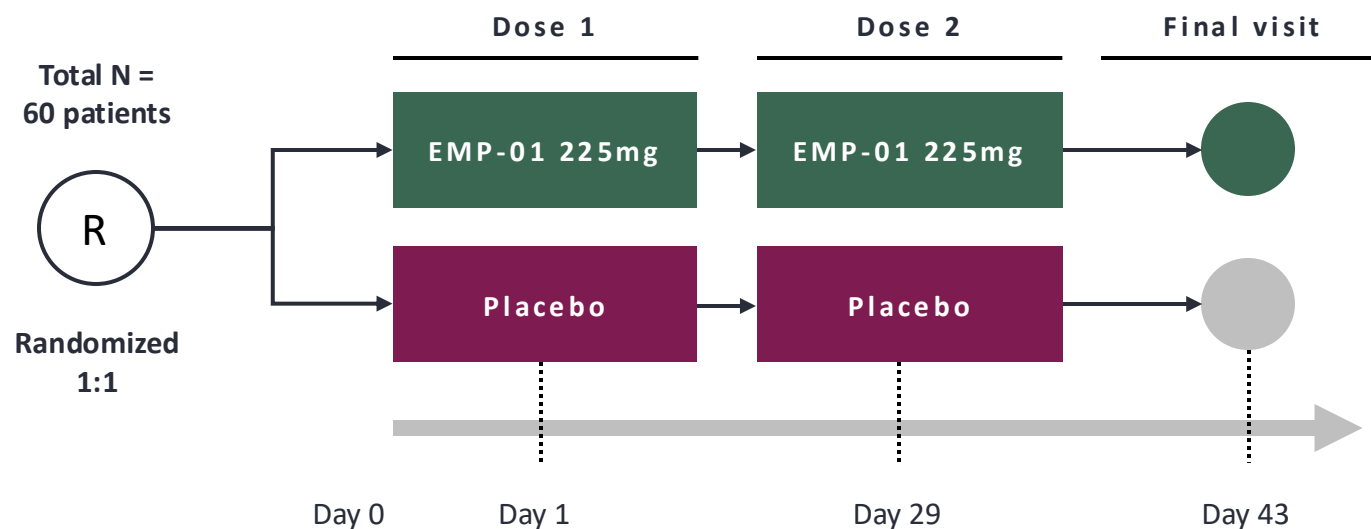 Dose 1
Dose 2
Final visit
Total N =
60 patients
EMP-01 225mg
EMP-01 225mg
R
Placebo
Placebo
Randomized
1:1
Day 0
Day 1
Day 29
Day 43